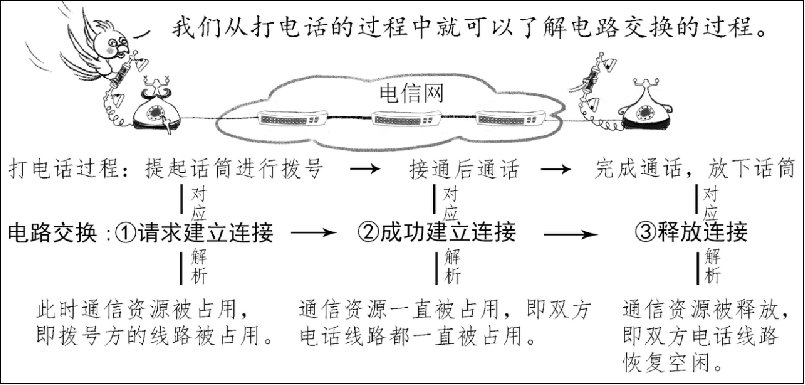 我们从打电话的过程中就可以了解电路交换的过程。
电信网
打电话过程：提起话筒进行拨号 → 接通后通话 → 完成通话，放下话筒
对应 对应 对应
电路交换：①请求建立连接 → ②成功建立连接 → ③释放连接
解析 解析 解析
此时通信资源被占用， 通信资源一直被占用，即双方 通信资源被释放，
即拨号方的线路被占用。 电话线路都一直被占用。 即双方电话线路
恢复空闲。